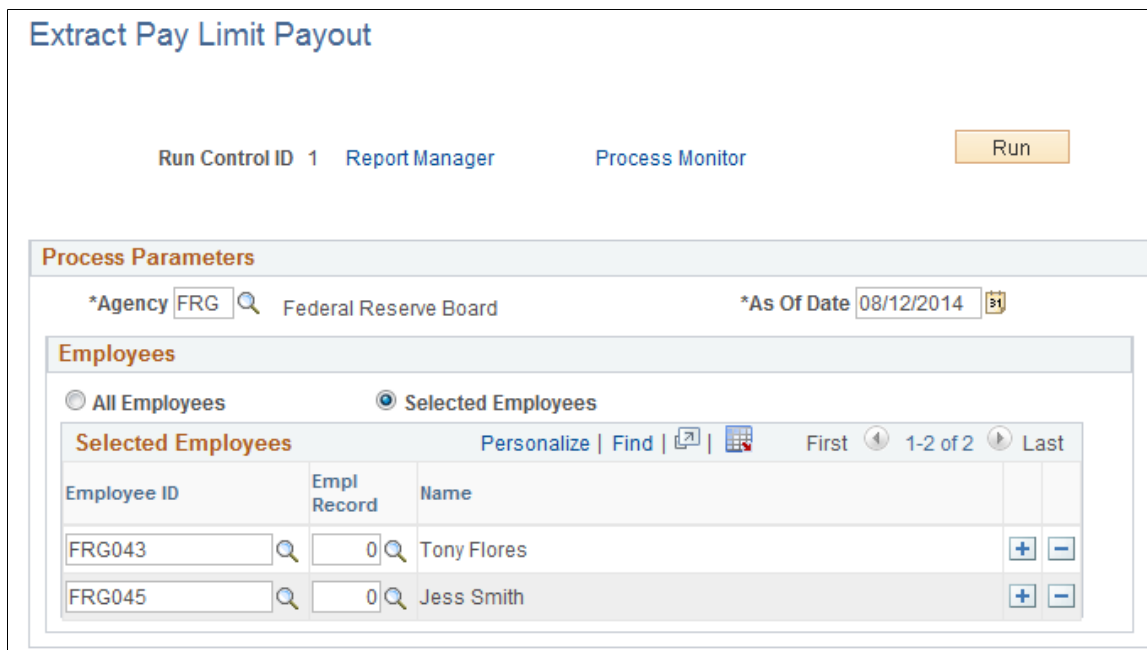 Extract Pay Limit Payout
Run Control ID 1 Report Manager Process Monitor Run
Process Parameters
*Agency FRG Federal Reserve Board *As Of Date 08/12/2014 31
Employees
All Employees Selected Employees
Selected Employees Personalize | Find | | First 1-2 of 2 Last
Employee ID Empl Record Name
FRG043 0 Tony Flores
FRG045 0 Jess Smith